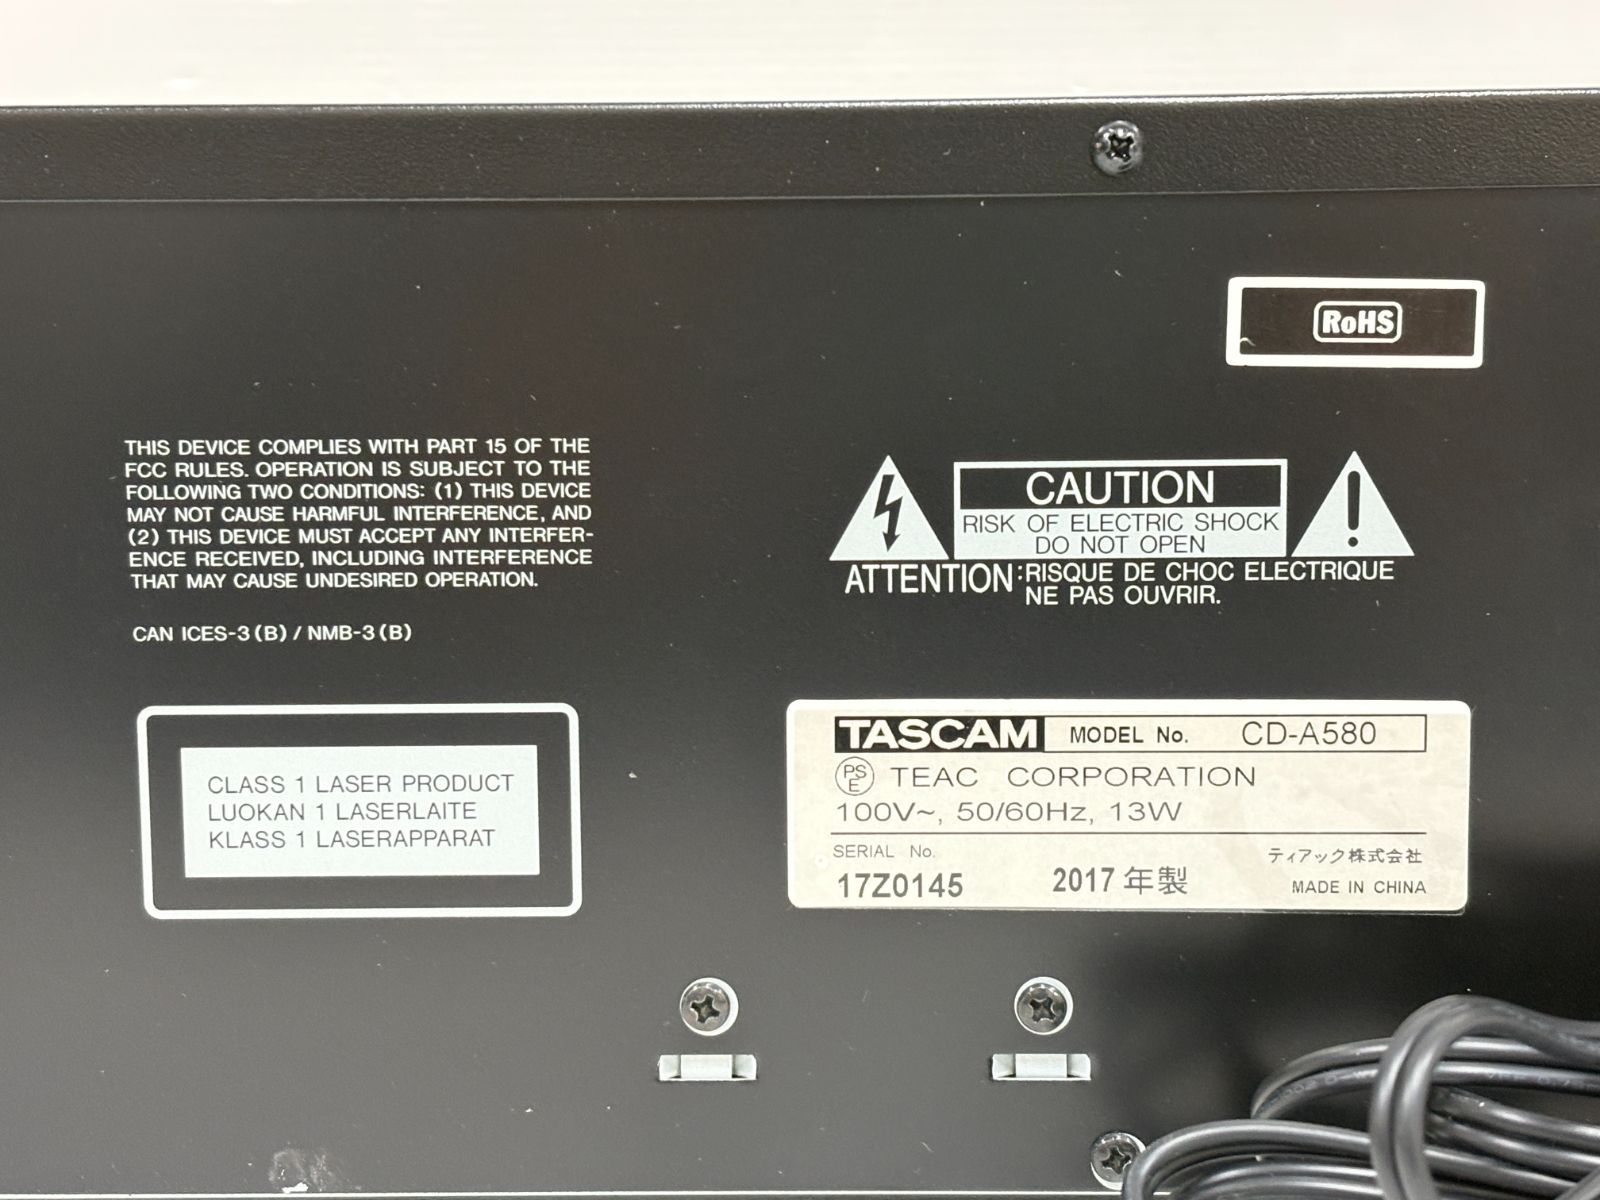 RoHS
THIS DEVICE COMPLIES WITH PART 15 OF THE
FCC RULES. OPERATION IS SUBJECT TO THE
FOLLOWING TWO CONDITIONS: (1) THIS DEVICE
MAY NOT CAUSE HARMFUL INTERFERENCE, AND
(2) THIS DEVICE MUST ACCEPT ANY INTERFER-
ENCE RECEIVED, INCLUDING INTERFERENCE
THAT MAY CAUSE UNDESIRED OPERATION.
CAN ICES-3 (B) / NMB-3 (B)
CAUTION
RISK OF ELECTRIC SHOCK
DO NOT OPEN
ATTENTION:RISQUE DE CHOC ELECTRIQUE
NE PAS OUVRIR.
CLASS 1 LASER PRODUCT
LUOKAN 1 LASERLAITE
KLASS 1 LASERAPPARAT
TASCAM MODEL No. CD-A580
PSE TEAC CORPORATION
100V~, 50/60Hz, 13W
SERIAL No. ティアック株式会社
17Z0145 2017 年製 MADE IN CHINA